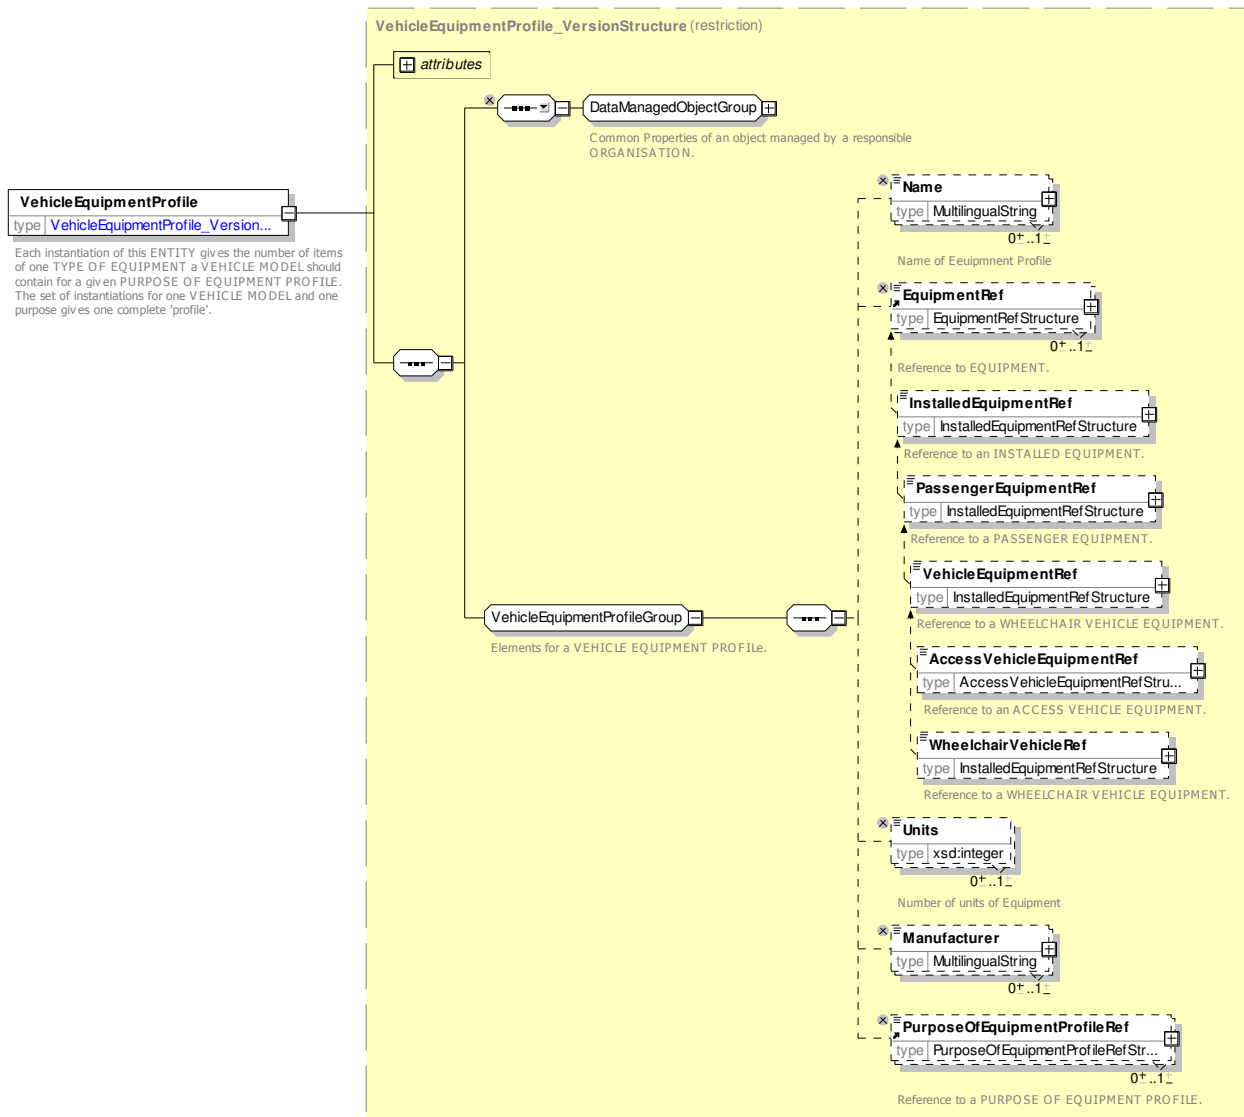 VehicleEquipmentProfile_VersionStructure (restriction)
attributes
DataManagedObjectGroup
Common Properties of an object managed by a responsible
ORGANISATION.
VehicleEquipmentProfile
type VehicleEquipmentProfile_Version...
Each instantiation of this ENTITY gives the number of items
of one TYPE OF EQUIPMENT a VEHICLE MODEL should
contain for a given PURPOSE OF EQUIPMENT PROFILE.
The set of instantiations for one VEHICLE MODEL and one
purpose gives one complete 'profile'.
Name
type MultilingualString
0..1
Name of Eeuipmnent Profile
EquipmentRef
type EquipmentRefStructure
0..1
Reference to EQUIPMENT.
InstalledEquipmentRef
type InstalledEquipmentRefStructure
Reference to an INSTALLED EQUIPMENT.
PassengerEquipmentRef
type InstalledEquipmentRefStructure
Reference to a PASSENGER EQUIPMENT.
VehicleEquipmentRef
type InstalledEquipmentRefStructure
Reference to a WHEELCHAIR VEHICLE EQUIPMENT.
VehicleEquipmentProfileGroup
Elements for a VEHICLE EQUIPMENT PROFILe.
AccessVehicleEquipmentRef
type AccessVehicleEquipmentRefStru...
Reference to an ACCESS VEHICLE EQUIPMENT.
WheelchairVehicleRef
type InstalledEquipmentRefStructure
Reference to a WHEELCHAIR VEHICLE EQUIPMENT.
Units
type xsd:integer
0..1
Number of units of Equipment
Manufacturer
type MultilingualString
0..1
PurposeOfEquipmentProfileRef
type PurposeOfEquipmentProfileRefStr...
0..1
Reference to a PURPOSE OF EQUIPMENT PROFILE.